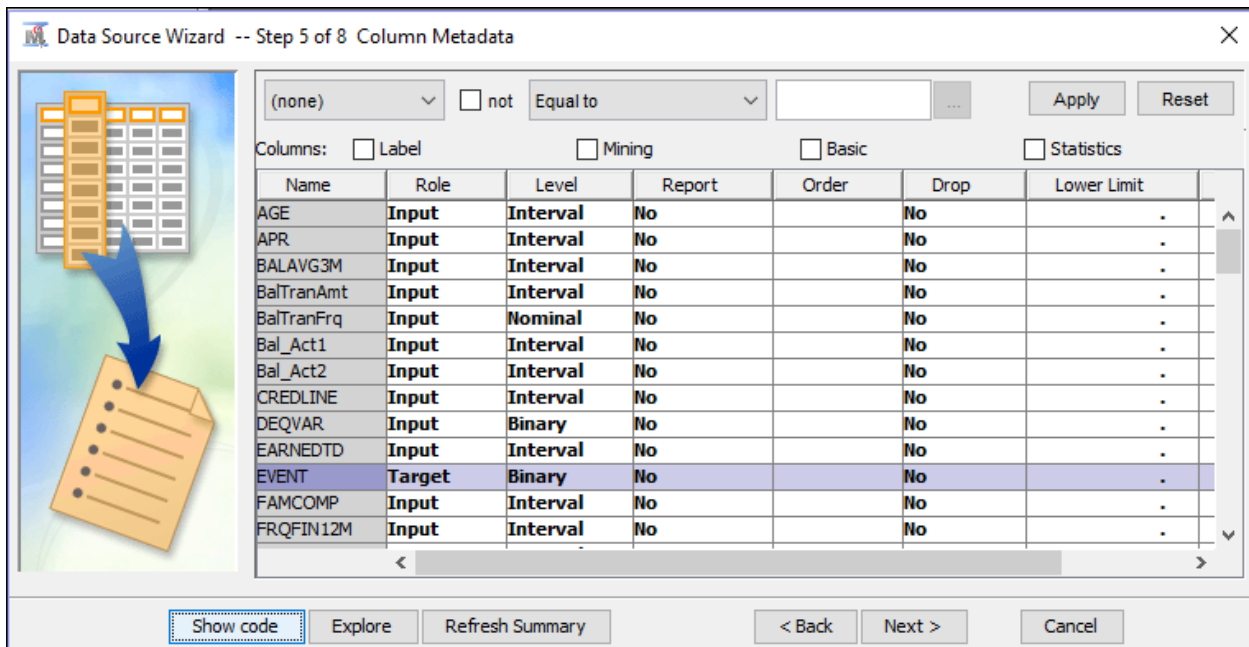 Data Source Wizard -- Step 5 of 8 Column Metadata
(none) not Equal to ... Apply Reset
Columns: Label Mining Basic Statistics
Name Role Level Report Order Drop Lower Limit
AGE Input Interval No No .
APR Input Interval No No .
BALAVG3M Input Interval No No .
BalTranAmt Input Interval No No .
BalTranFrq Input Nominal No No .
Bal_Act1 Input Interval No No .
Bal_Act2 Input Interval No No .
CREDLINE Input Interval No No .
DEQVAR Input Binary No No .
EARNEDTD Input Interval No No .
EVENT Target Binary No No .
FAMCOMP Input Interval No No .
FRQFIN12M Input Interval No No .
Show code Explore Refresh Summary < Back Next > Cancel